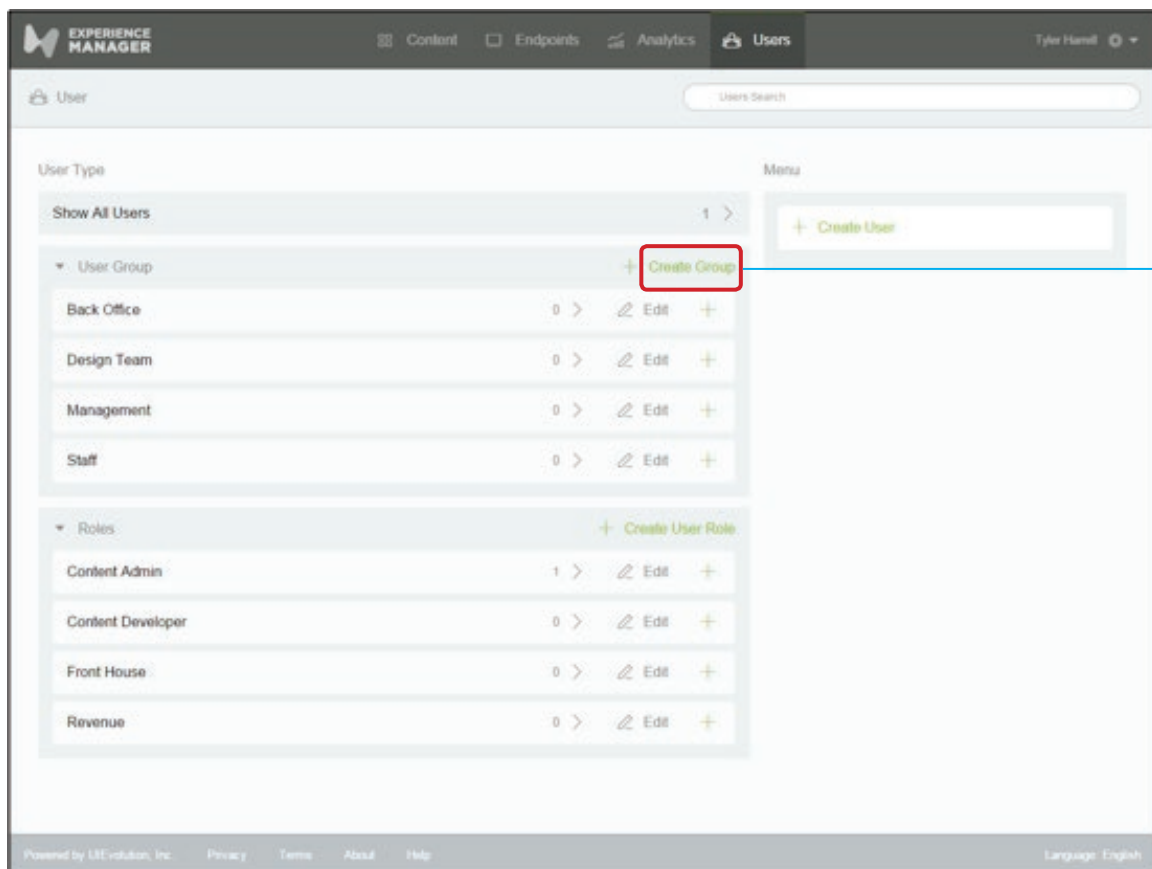 EXPERIENCE
MANAGER
Content Endpoints Analytics Users
Tyler Harrell
User
Users Search
User Type
Menu
Show All Users 1
Create User
User Group Create Group
Back Office 0 Edit
Design Team 0 Edit
Management 0 Edit
Staff 0 Edit
Roles Create User Role
Content Admin 1 Edit
Content Developer 0 Edit
Front House 0 Edit
Revenue 0 Edit
Powered by UIEvolution, Inc Privacy Terms About Help Language: English